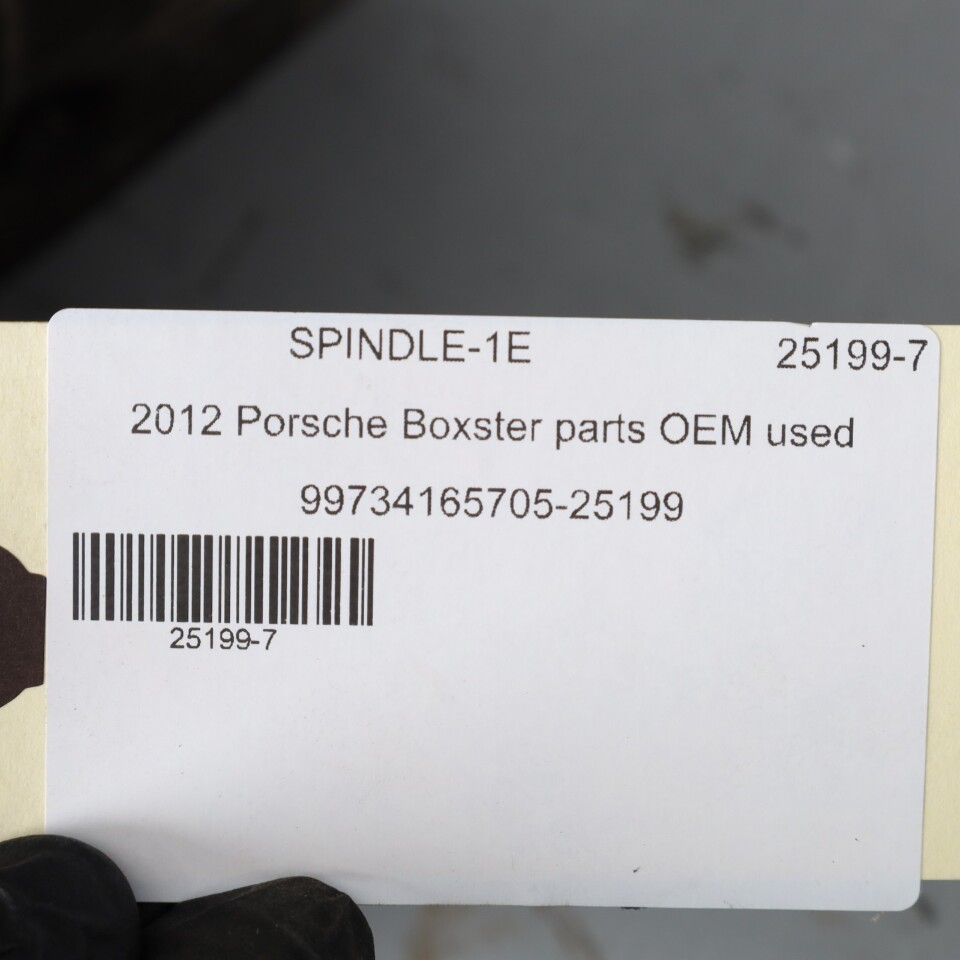 SPINDLE-1E 25199-7
2012 Porsche Boxster parts OEM used
99734165705-25199
25199-7